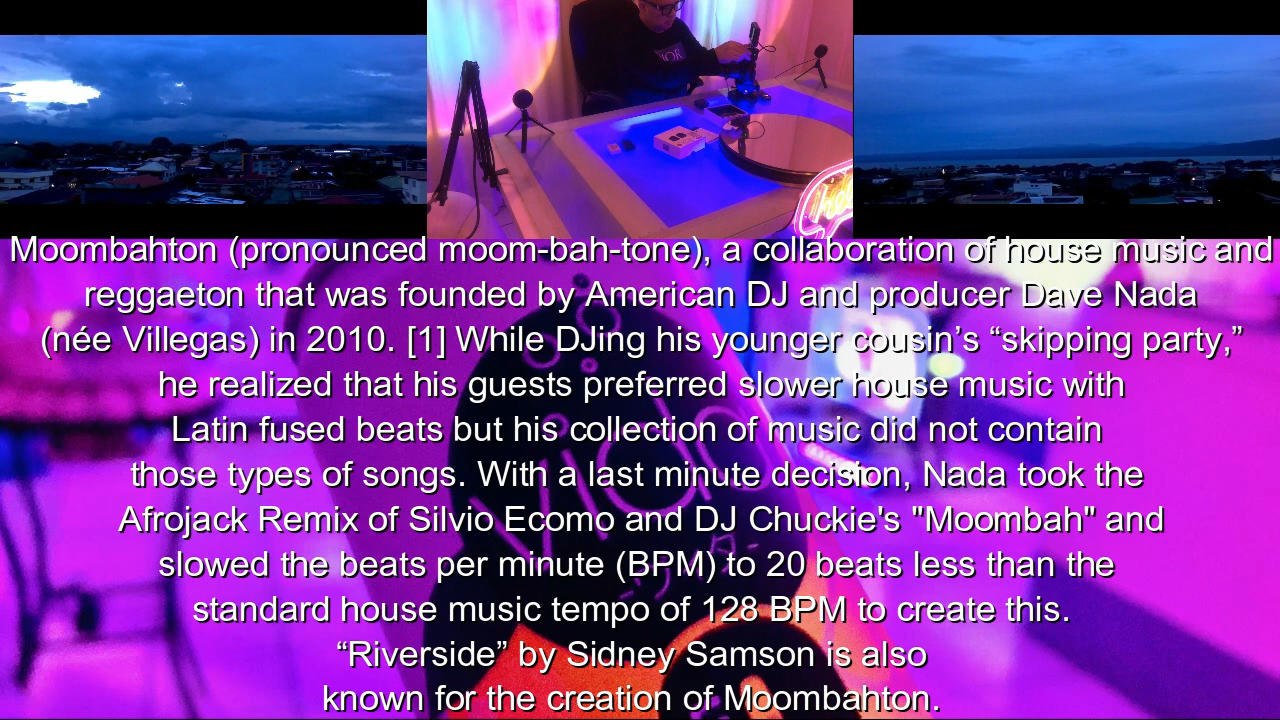 Moombahton (pronounced moom-bah-tone), a collaboration of house music and
reggaeton that was founded by American DJ and producer Dave Nada
(née Villegas) in 2010. [1] While DJing his younger cousin’s “skipping party,”
he realized that his guests preferred slower house music with
Latin fused beats but his collection of music did not contain
those types of songs. With a last minute decision, Nada took the
Afrojack Remix of Silvio Ecomo and DJ Chuckie's "Moombah" and
slowed the beats per minute (BPM) to 20 beats less than the
standard house music tempo of 128 BPM to create this.
“Riverside” by Sidney Samson is also
known for the creation of Moombahton.